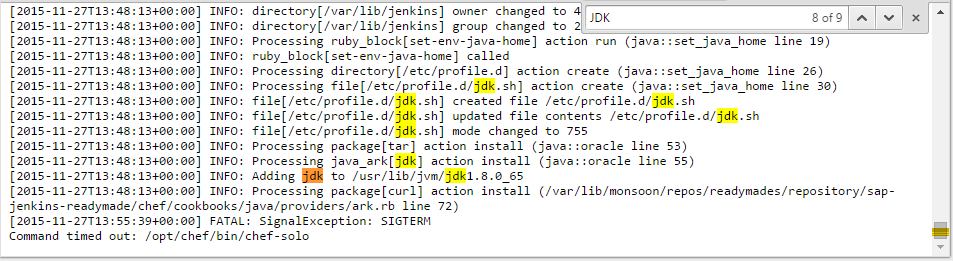 JDK
8 of 9
[2015-11-27T13:48:13+00:00] INFO: directory[/var/lib/jenkins] owner changed to 4
[2015-11-27T13:48:13+00:00] INFO: directory[/var/lib/jenkins] group changed to 2
[2015-11-27T13:48:13+00:00] INFO: Processing ruby_block[set-env-java-home] action run (java::set_java_home line 19)
[2015-11-27T13:48:13+00:00] INFO: ruby_block[set-env-java-home] called
[2015-11-27T13:48:13+00:00] INFO: Processing directory[/etc/profile.d] action create (java::set_java_home line 26)
[2015-11-27T13:48:13+00:00] INFO: Processing file[/etc/profile.d/jdk.sh] action create (java::set_java_home line 30)
[2015-11-27T13:48:13+00:00] INFO: file[/etc/profile.d/jdk.sh] created file /etc/profile.d/jdk.sh
[2015-11-27T13:48:13+00:00] INFO: file[/etc/profile.d/jdk.sh] updated file contents /etc/profile.d/jdk.sh
[2015-11-27T13:48:13+00:00] INFO: file[/etc/profile.d/jdk.sh] mode changed to 755
[2015-11-27T13:48:13+00:00] INFO: Processing package[tar] action install (java::oracle line 53)
[2015-11-27T13:48:13+00:00] INFO: Processing java_ark[jdk] action install (java::oracle line 55)
[2015-11-27T13:48:13+00:00] INFO: Adding jdk to /usr/lib/jvm/jdk1.8.0_65
[2015-11-27T13:48:13+00:00] INFO: Processing package[curl] action install (/var/lib/monsoon/repos/readymades/repository/sap-
jenkins-readymade/chef/cookbooks/java/providers/ark.rb line 72)
[2015-11-27T13:55:39+00:00] FATAL: SignalException: SIGTERM
Command timed out: /opt/chef/bin/chef-solo